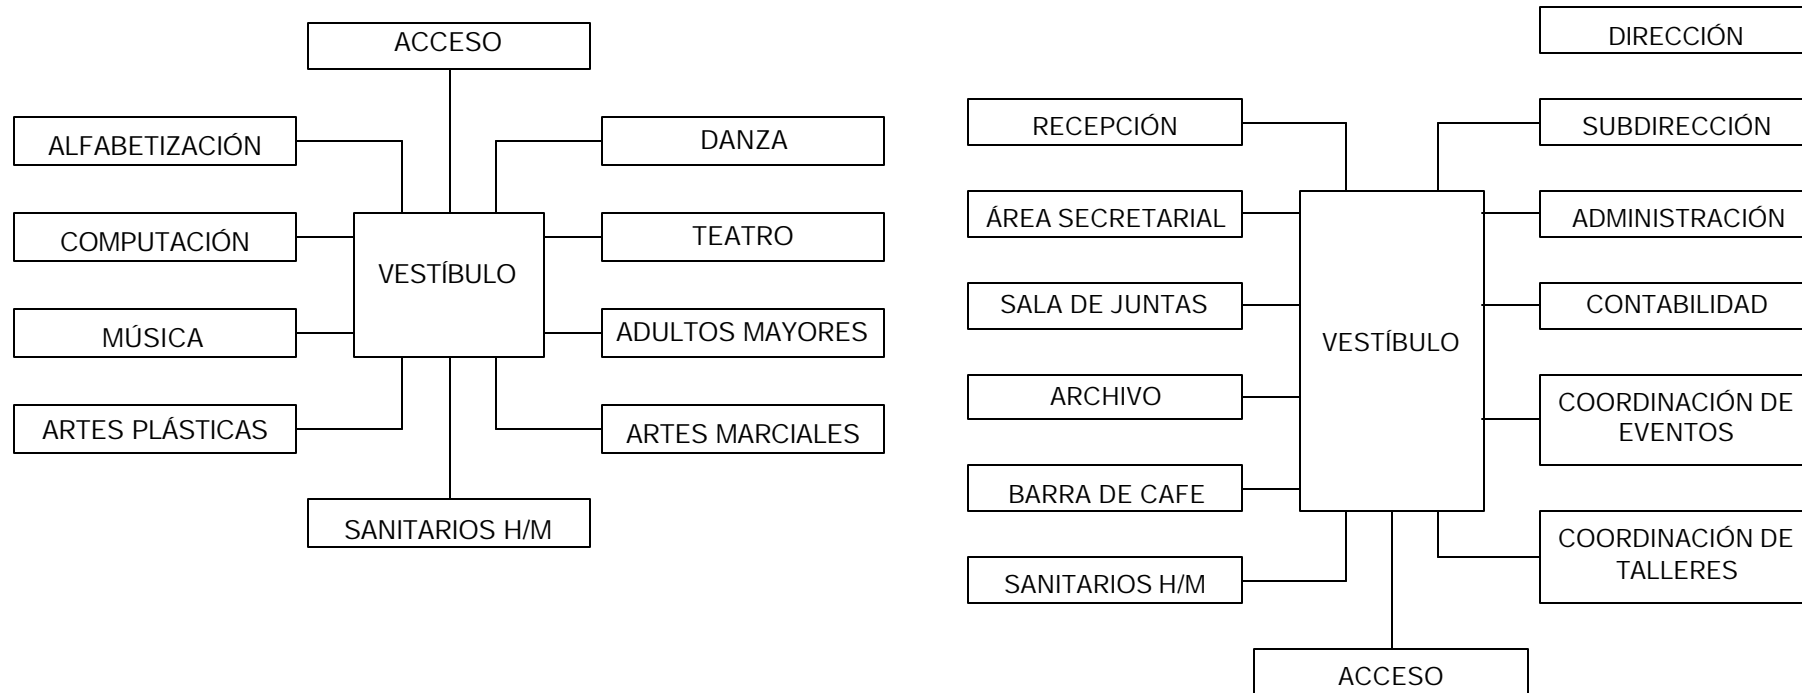 ACCESO
ALFABETIZACIÓN
DANZA
COMPUTACIÓN
TEATRO
VESTÍBULO
MÚSICA
ADULTOS MAYORES
ARTES PLÁSTICAS
ARTES MARCIALES
SANITARIOS H/M
DIRECCIÓN
RECEPCIÓN
SUBDIRECCIÓN
ÁREA SECRETARIAL
ADMINISTRACIÓN
SALA DE JUNTAS
CONTABILIDAD
VESTÍBULO
ARCHIVO
COORDINACIÓN DE
EVENTOS
BARRA DE CAFE
COORDINACIÓN DE
TALLERES
SANITARIOS H/M
ACCESO